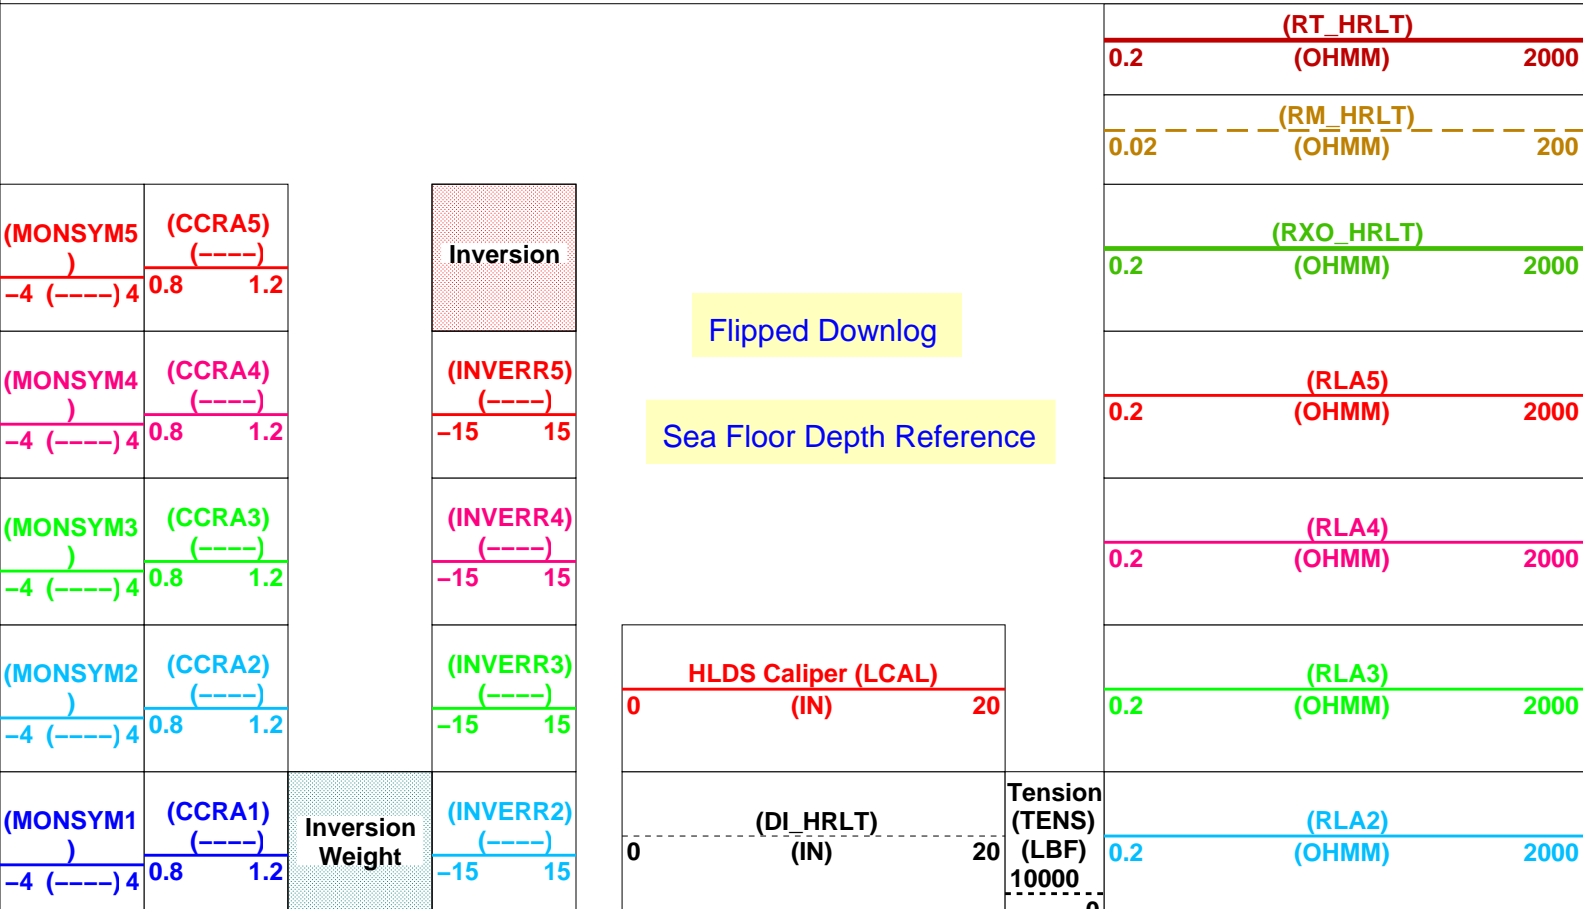 (RT_HRLT)
0.2 (OHMM) 2000
(RM_HRLT)
0.02 (OHMM) 200
(MONSYM5
)
−4 (−−−−) 4
(CCRA5)
(−−−−)
0.8 1.2
Inversion
(RXO_HRLT)
0.2 (OHMM) 2000
Flipped Downlog
(MONSYM4
)
−4 (−−−−) 4
(CCRA4)
(−−−−)
0.8 1.2
(INVERR5)
(−−−−)
−15 15
(RLA5)
0.2 (OHMM) 2000
Sea Floor Depth Reference
(MONSYM3
)
−4 (−−−−) 4
(CCRA3)
(−−−−)
0.8 1.2
(INVERR4)
(−−−−)
−15 15
(RLA4)
0.2 (OHMM) 2000
(MONSYM2
)
−4 (−−−−) 4
(CCRA2)
(−−−−)
0.8 1.2
(INVERR3)
(−−−−)
−15 15
HLDS Caliper (LCAL)
0 (IN) 20
(RLA3)
0.2 (OHMM) 2000
(MONSYM1
)
−4 (−−−−) 4
(CCRA1)
(−−−−)
0.8 1.2
Inversion
Weight
(INVERR2)
(−−−−)
−15 15
(DI_HRLT)
0 (IN) 20
Tension
(TENS)
(LBF)
10000
0
(RLA2)
0.2 (OHMM) 2000